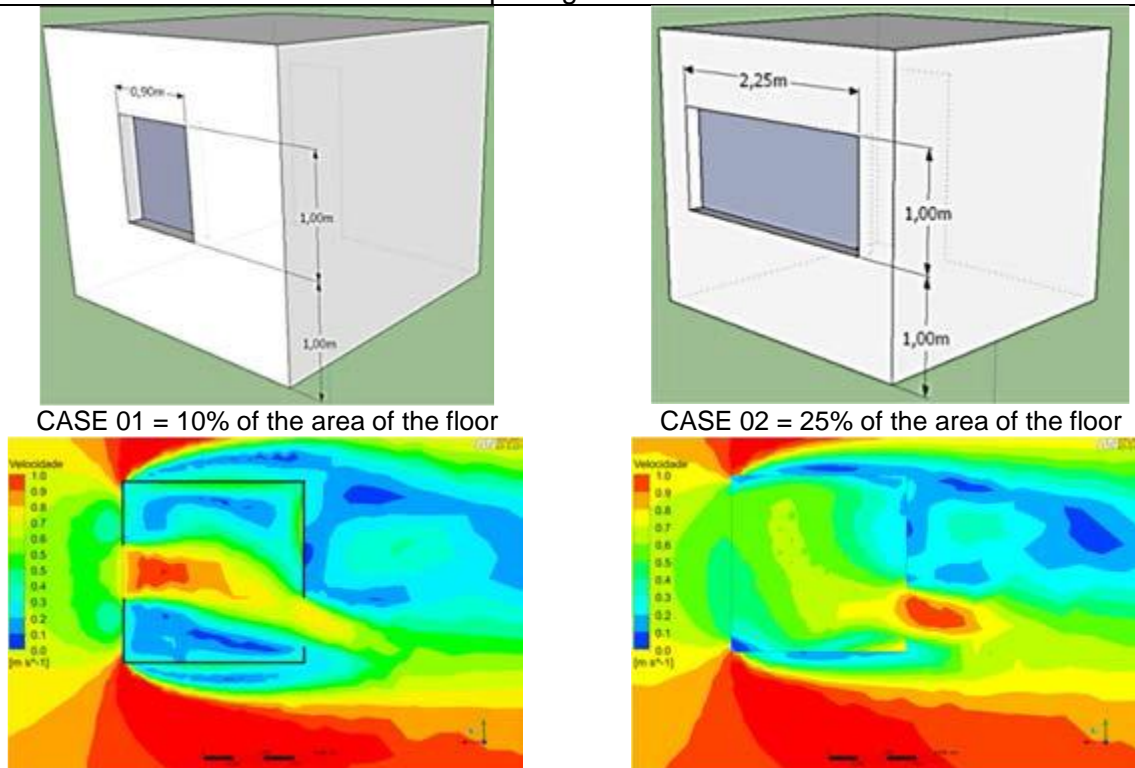 0,90m
1,00m
1,00m
2,25m
1,00m
1,00m
CASE 01 = 10% of the area of the floor
CASE 02 = 25% of the area of the floor
Velocidade
1.0
0.9
0.8
0.7
0.6
0.5
0.4
0.3
0.2
0.1
0.0
[m s^-1]
Velocidade
1.0
0.9
0.8
0.7
0.6
0.5
0.4
0.3
0.2
0.1
0.0
[m s^-1]